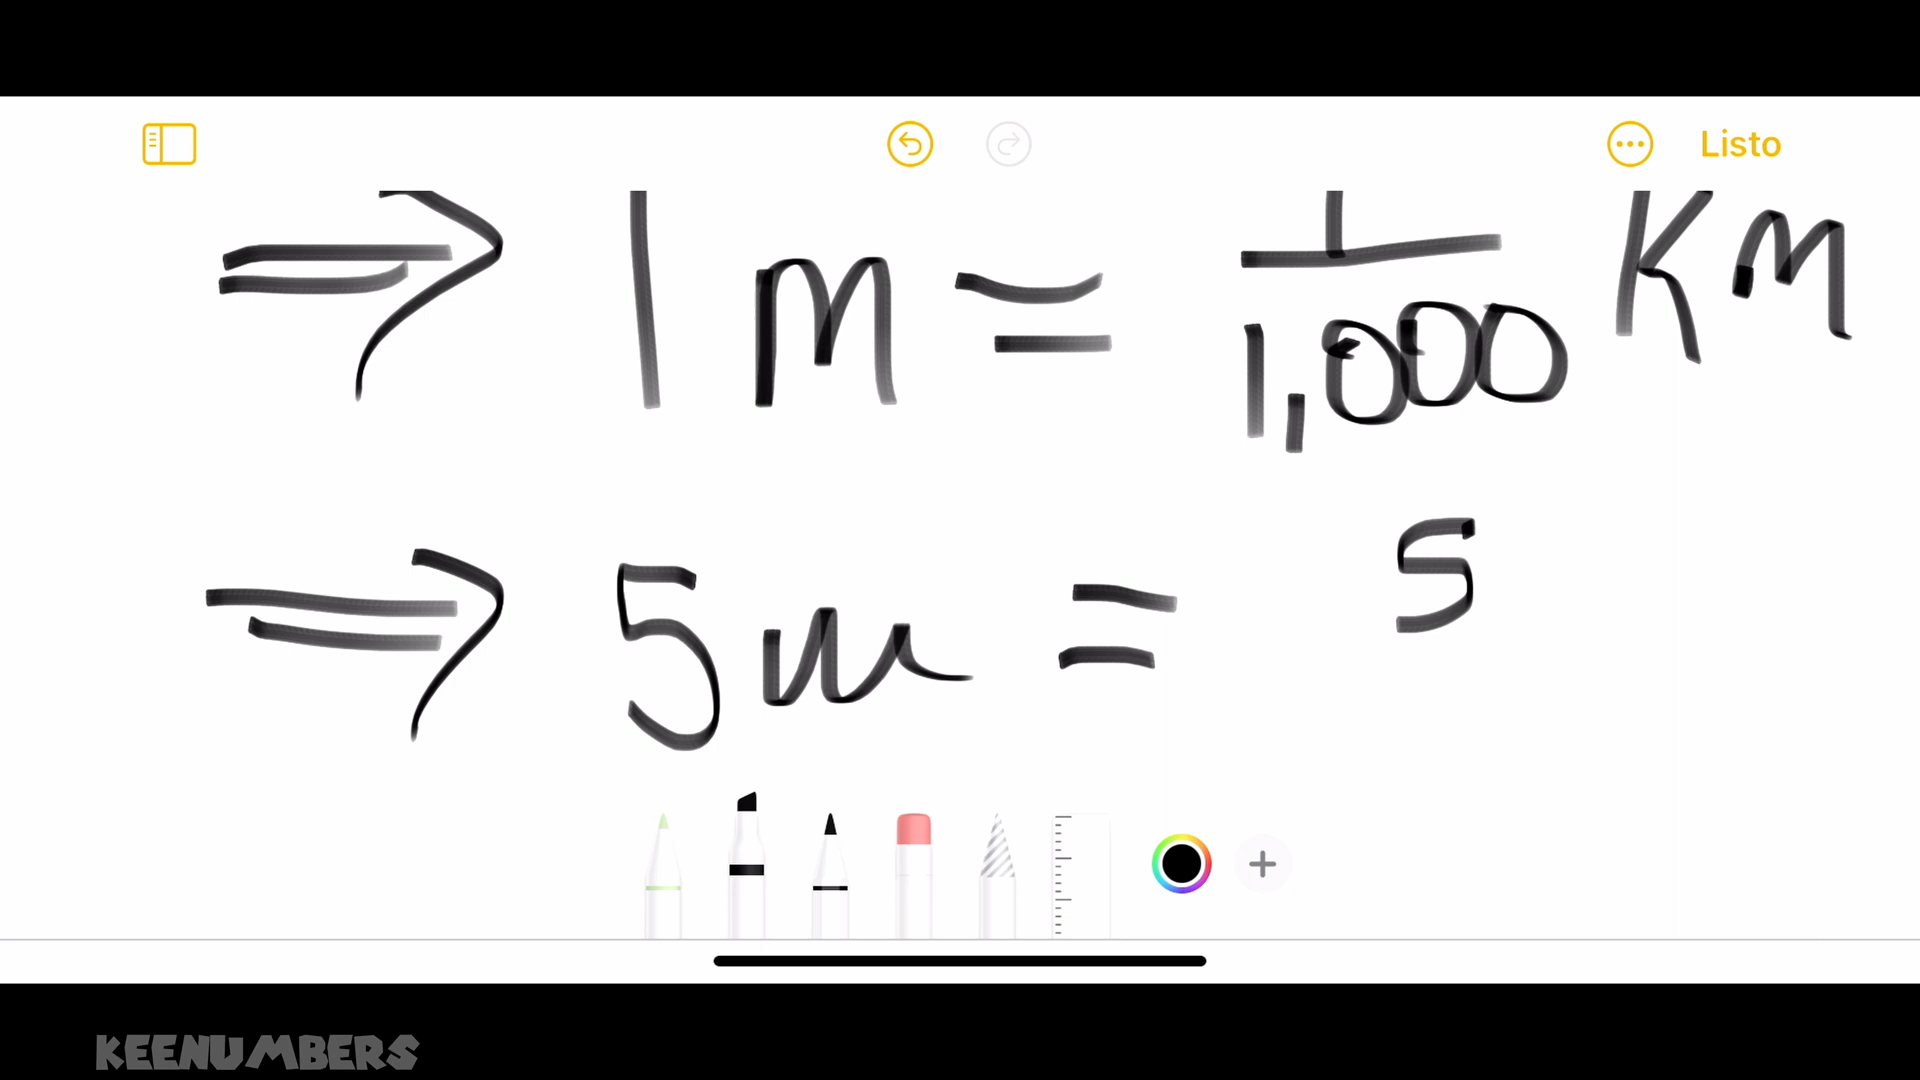 Listo
⇒ 1 m = 1/1,000 Km
⇒ 5 m = 5
KEENUMBERS